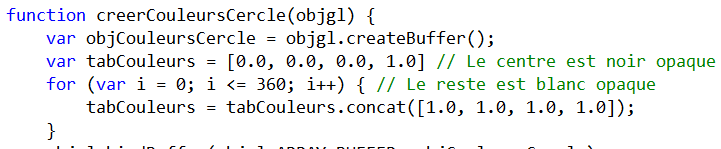 function creerCouleursCercle(objgl) {
var objCouleursCercle = objgl.createBuffer();
var tabCouleurs = [0.0, 0.0, 0.0, 1.0] // Le centre est noir opaque
for (var i = 0; i <= 360; i++) { // Le reste est blanc opaque
tabCouleurs = tabCouleurs.concat([1.0, 1.0, 1.0, 1.0]);
}